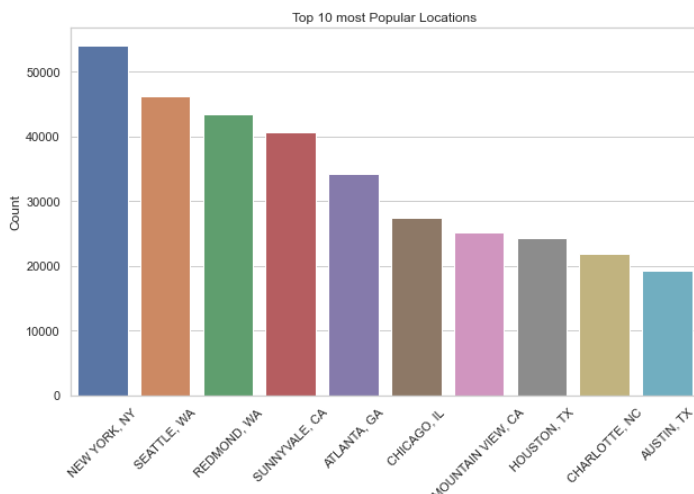 Top 10 most Popular Locations
Count
50000
40000
30000
20000
10000
0
NEW YORK, NY
SEATTLE, WA
REDMOND, WA
SUNNYVALE, CA
ATLANTA, GA
CHICAGO, IL
MOUNTAIN VIEW, CA
HOUSTON, TX
CHARLOTTE, NC
AUSTIN, TX